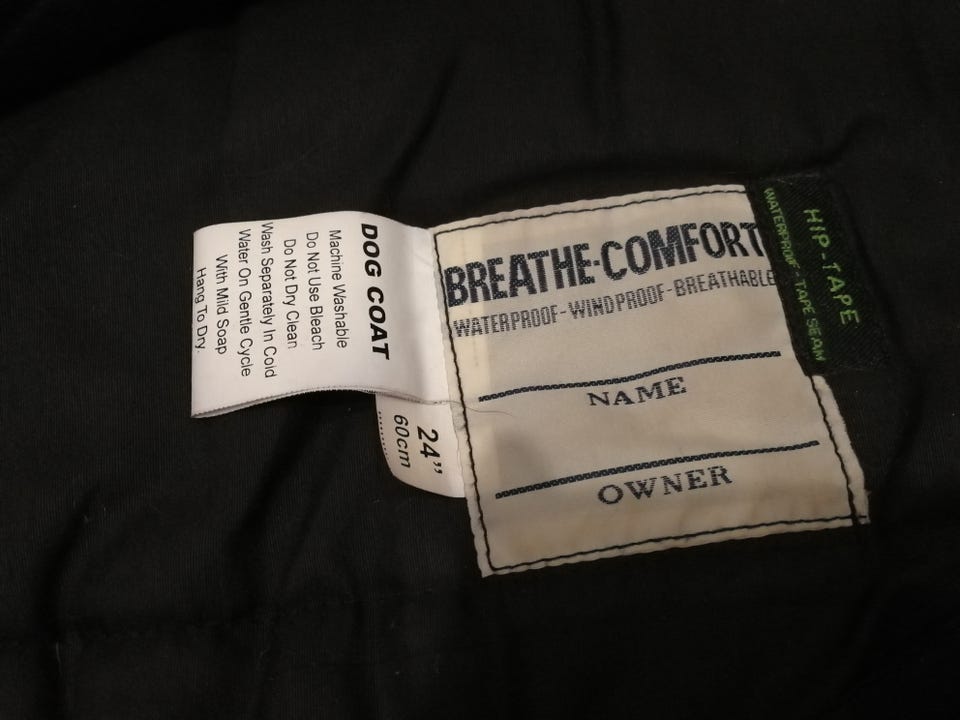 DOG COAT
Machine Washable
Do Not Use Bleach
Do Not Dry Clean
Wash Separately In Cold
Water On Gentle Cycle
With Mild Soap
Hang To Dry.
24”
60cm
BREATHE-COMFORT
WATERPROOF-WINDPROOF-BREATHABLE
NAME
OWNER
HIP-TAPE
WATERPROOF-TAPE SEAM